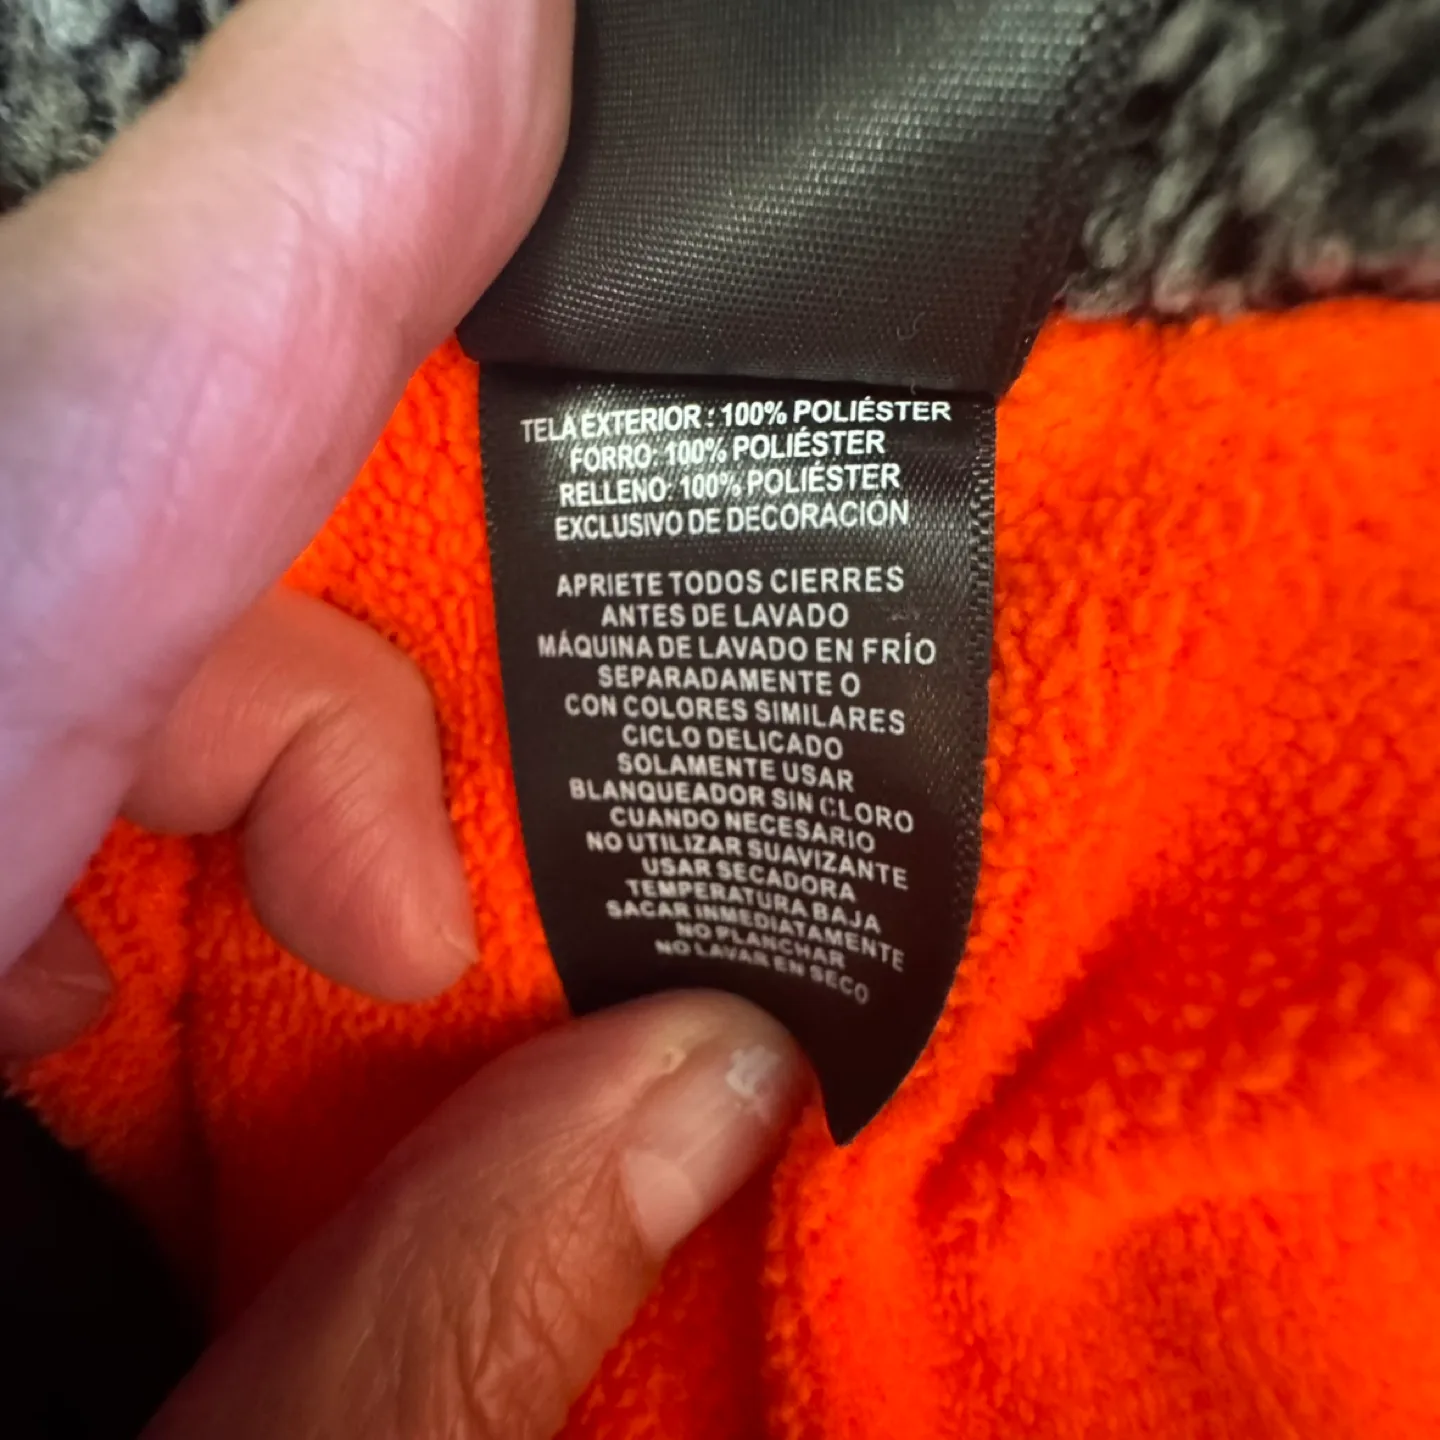 TELA EXTERIOR : 100% POLIÉSTER
FORRO: 100% POLIÉSTER
RELLENO: 100% POLIÉSTER
EXCLUSIVO DE DECORACIÓN
APRIETE TODOS CIERRES
ANTES DE LAVADO
MÁQUINA DE LAVADO EN FRÍO
SEPARADAMENTE O
CON COLORES SIMILARES
CICLO DELICADO
SOLAMENTE USAR
BLANQUEADOR SIN CLORO
CUANDO NECESARIO
NO UTILIZAR SUAVIZANTE
USAR SECADORA
TEMPERATURA BAJA
SACAR INMEDIATAMENTE
NO PLANCHAR
NO LAVAR EN SECO